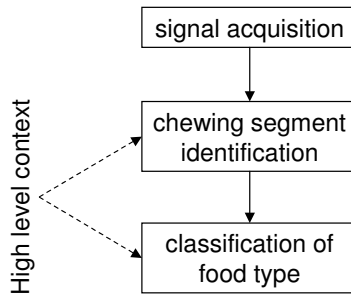 signal acquisition
chewing segment
identification
High level context
classification of
food type